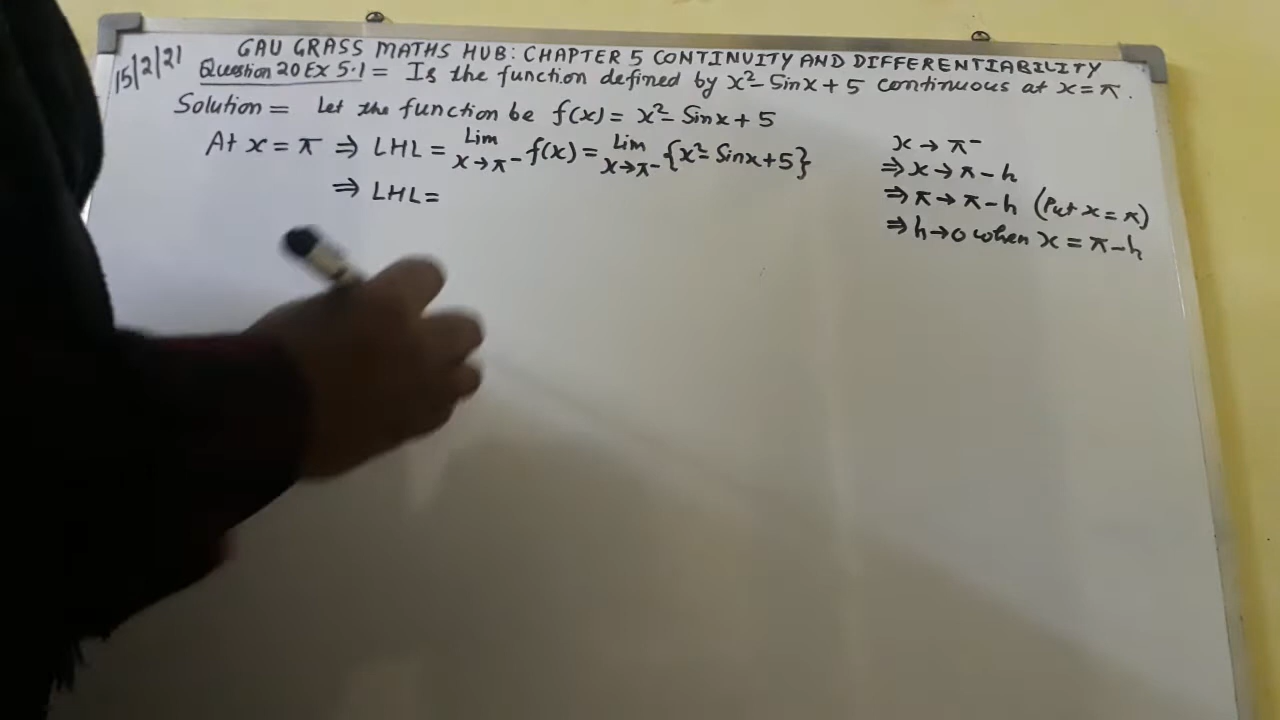 GAU GRASS MATHS HUB: CHAPTER 5 CONTINUITY AND DIFFERENTIABILITY
15/2/21
Question 20 Ex 5.1 = Is the function defined by x² - Sinx + 5 continuous at x = π.
Solution = Let the function be f(x) = x² - Sinx + 5
At x = π ⇒ LHL = Lim x→π⁻ f(x) = Lim x→π⁻ {x² - Sinx + 5}
⇒ LHL =
x → π⁻
⇒ x → π - h
⇒ π → π - h (Put x = π)
⇒ h → 0 when x = π - h